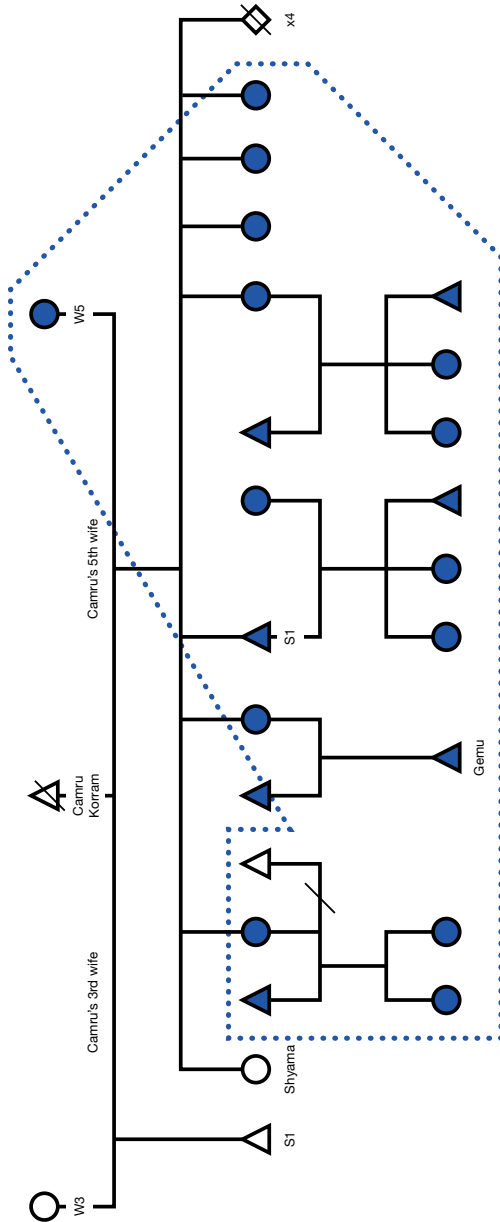 W3
Camru's 3rd wife
Camru
Korram
Camru's 5th wife
W5
S1
Shyama
S1
x4
Gemu